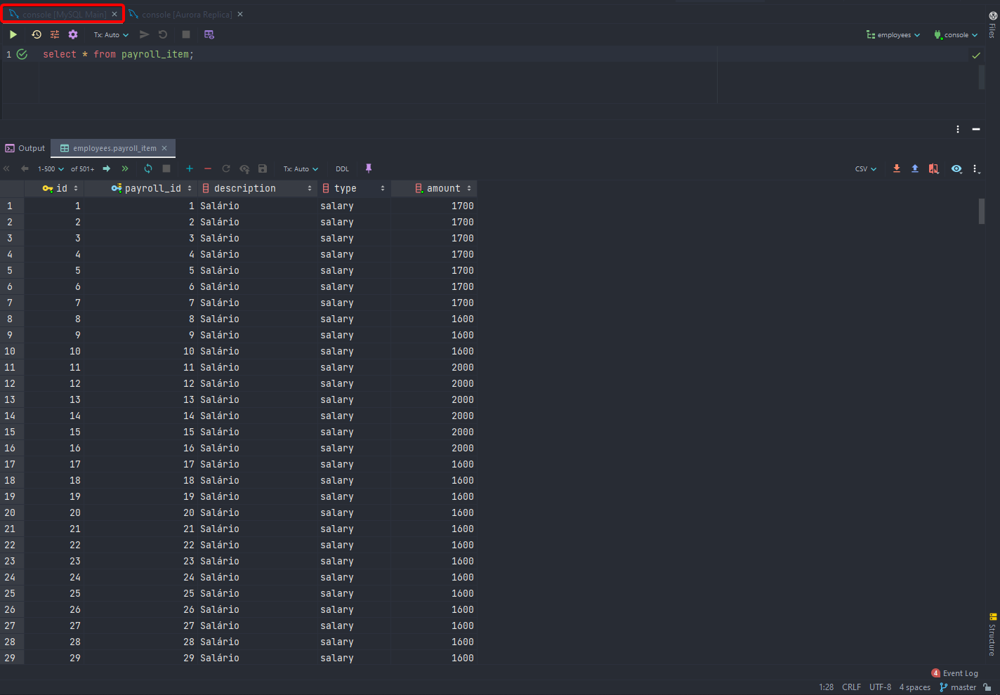 console [MySQL Main] console [Aurora Replica]
Tx: Auto employees console
1 select * from payroll_item;
Output employees.payroll_item
1-500 of 501+ Tx: Auto DDL CSV
id payroll_id description type amount
1 1 1 Salário salary 1700
2 2 2 Salário salary 1700
3 3 3 Salário salary 1700
4 4 4 Salário salary 1700
5 5 5 Salário salary 1700
6 6 6 Salário salary 1700
7 7 7 Salário salary 1700
8 8 8 Salário salary 1600
9 9 9 Salário salary 1600
10 10 10 Salário salary 1600
11 11 11 Salário salary 2000
12 12 12 Salário salary 2000
13 13 13 Salário salary 2000
14 14 14 Salário salary 2000
15 15 15 Salário salary 2000
16 16 16 Salário salary 2000
17 17 17 Salário salary 1600
18 18 18 Salário salary 1600
19 19 19 Salário salary 1600
20 20 20 Salário salary 1600
21 21 21 Salário salary 1600
22 22 22 Salário salary 1600
23 23 23 Salário salary 1600
24 24 24 Salário salary 1600
25 25 25 Salário salary 1600
26 26 26 Salário salary 1600
27 27 27 Salário salary 1600
28 28 28 Salário salary 1600
29 29 29 Salário salary 1600
Files
Structure
4 Event Log
1:28 CRLF UTF-8 4 spaces master